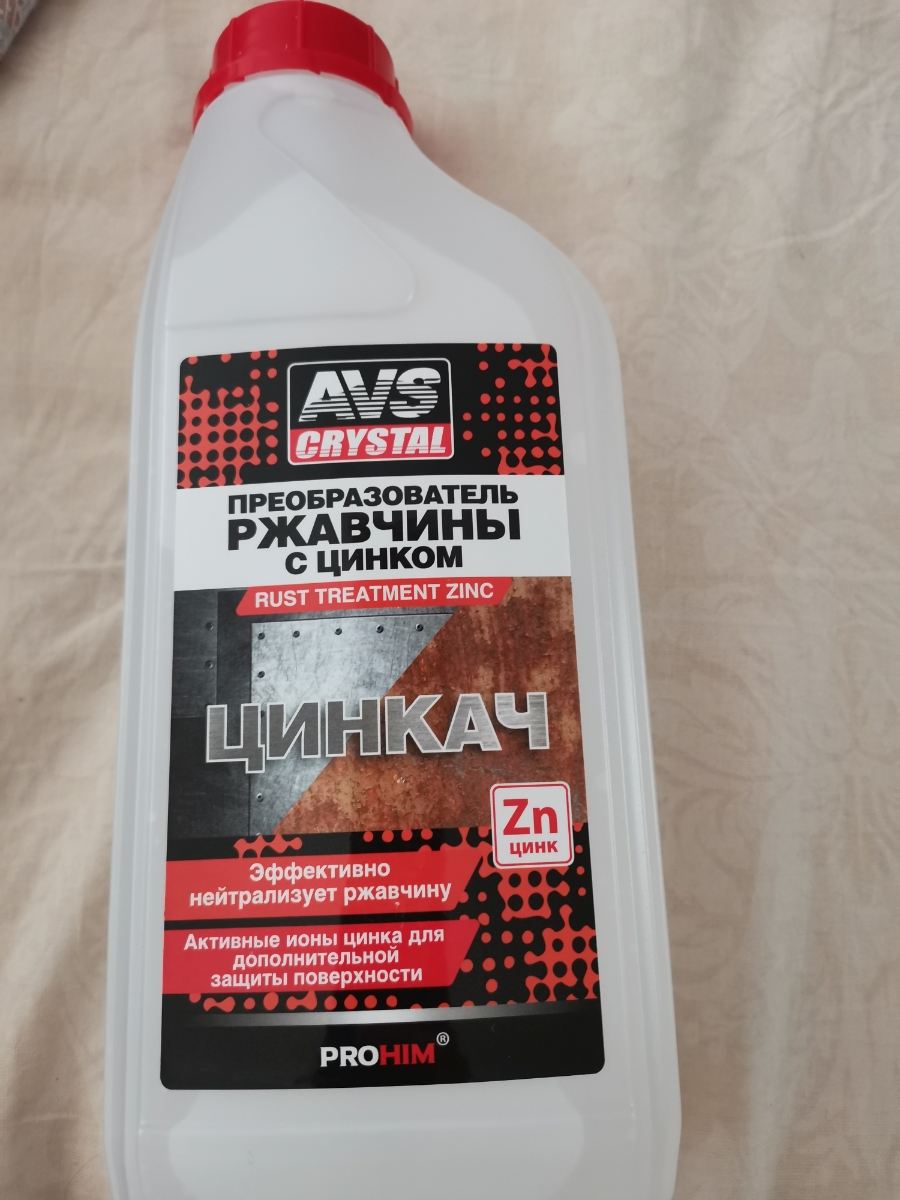 AVS
CRYSTAL
ПРЕОБРАЗОВАТЕЛЬ
РЖАВЧИНЫ
С ЦИНКОМ
RUST TREATMENT ZINC
ЦИНКАЧ
Zn
ЦИНК
Эффективно
нейтрализует ржавчину
Активные ионы цинка для
дополнительной
защиты поверхности
PROHIM®